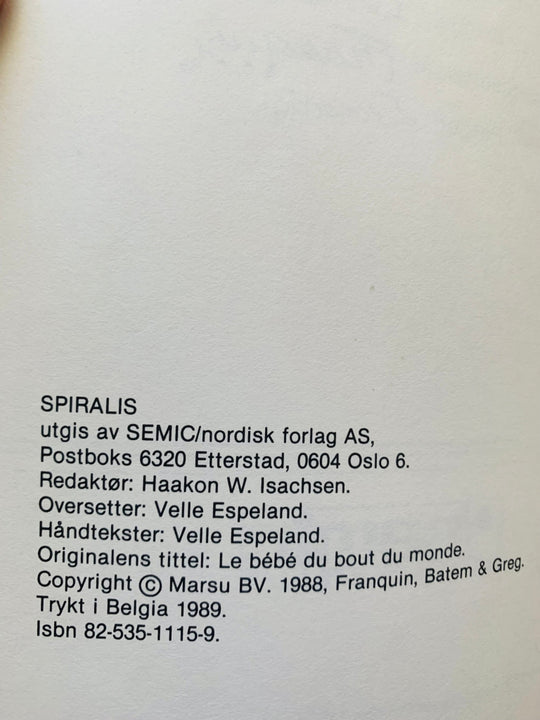 SPIRALIS
utgis av SEMIC/nordisk forlag AS,
Postboks 6320 Etterstad, 0604 Oslo 6.
Redaktør: Haakon W. Isachsen.
Oversetter: Velle Espeland.
Håndtekster: Velle Espeland.
Originalens tittel: Le bébé du bout du monde.
Copyright © Marsu BV. 1988, Franquin, Batem & Greg.
Trykt i Belgia 1989.
Isbn 82-535-1115-9.